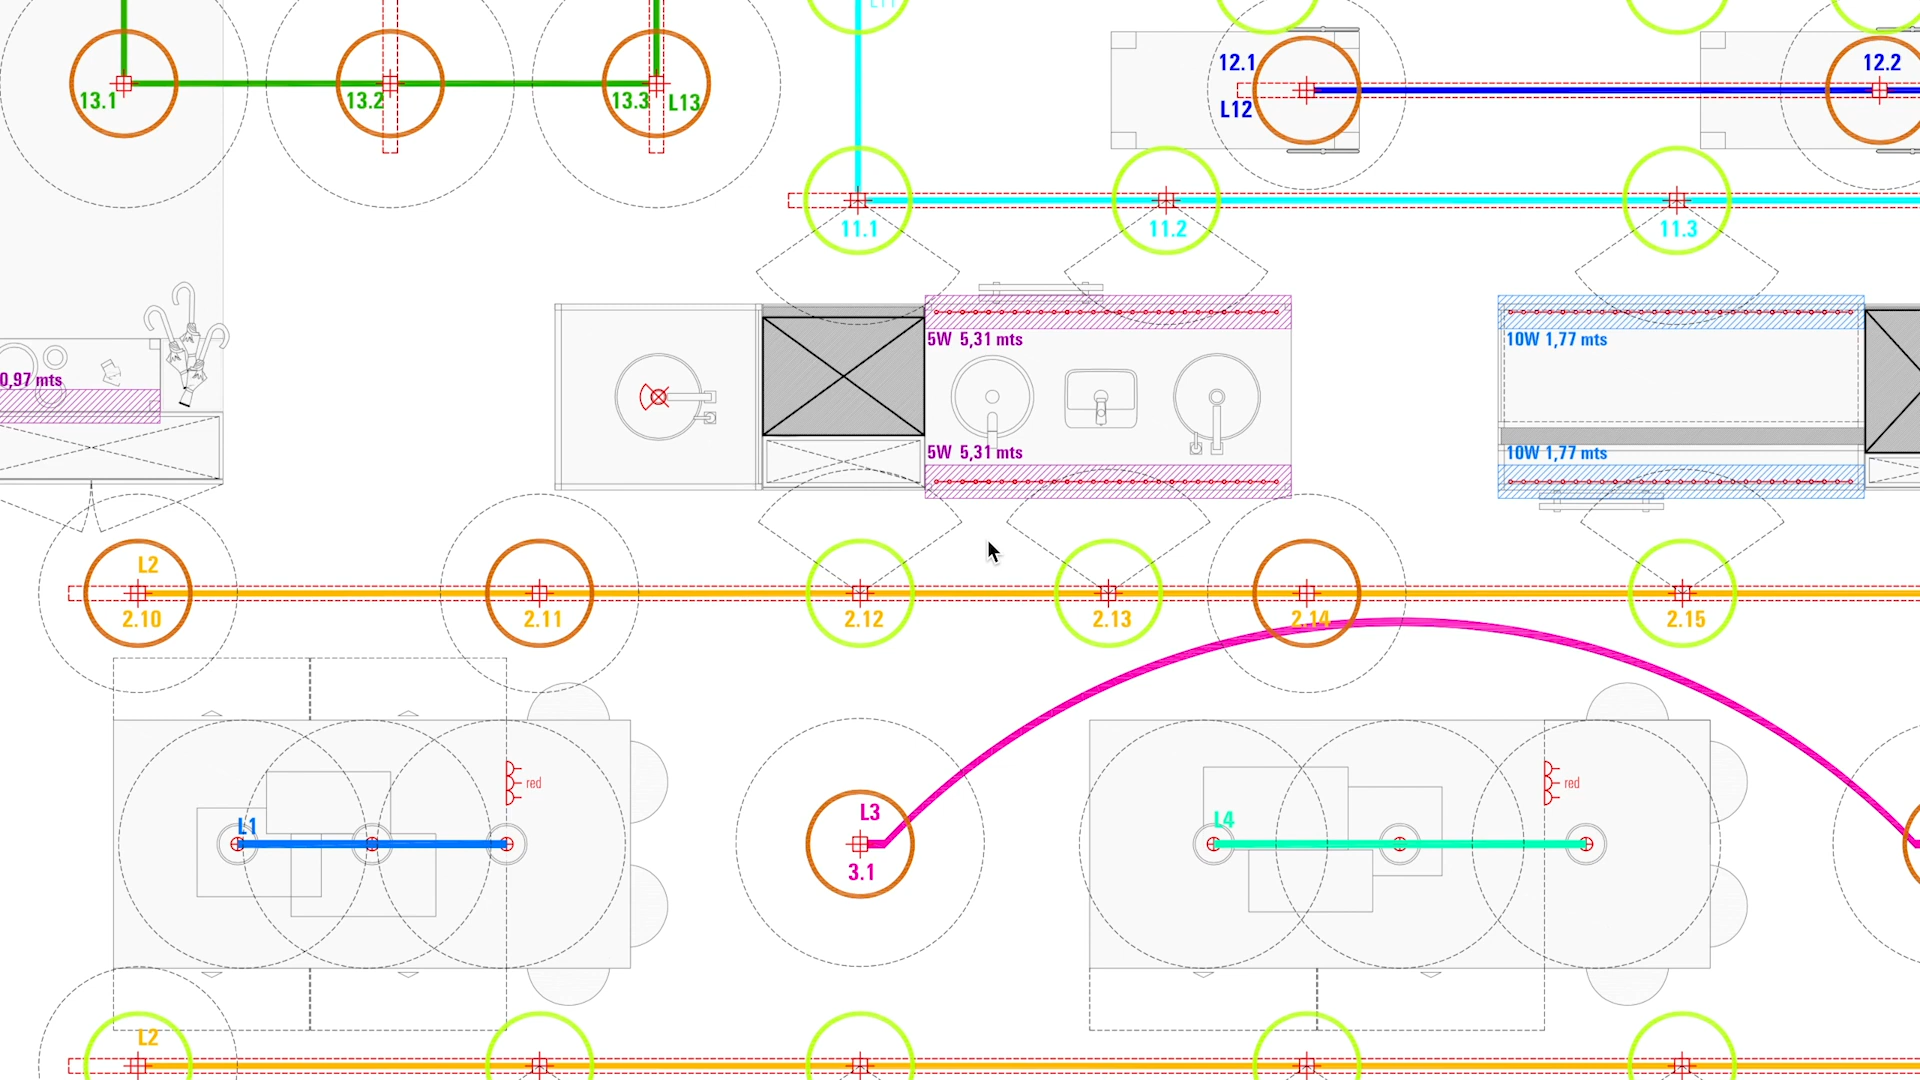 L11
12.1
12.2
13.1
13.2
13.3
L13
L12
11.1
11.2
11.3
5W 5,31 mts
10W 1,77 mts
0,97 mts
5W 5,31 mts
10W 1,77 mts
L2
2.10
2.11
2.12
2.13
2.14
2.15
red
red
L3
L1
L4
3.1
L2